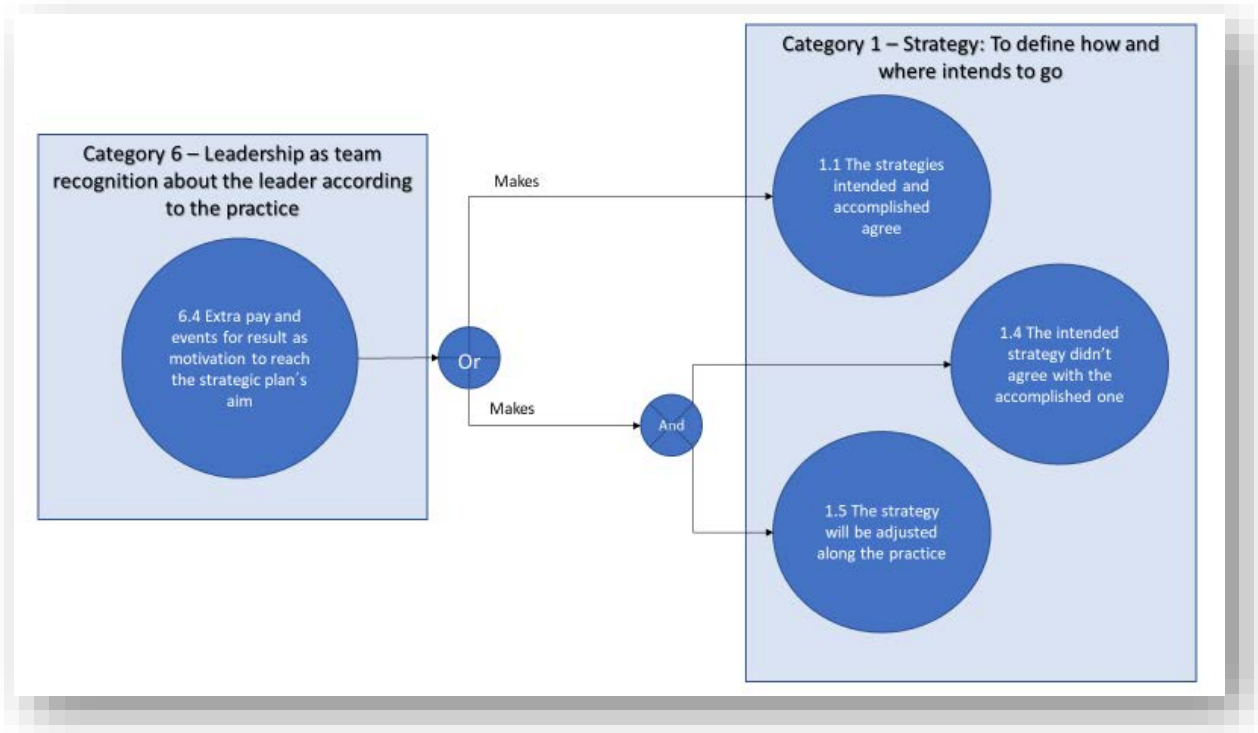 Category 6 – Leadership as team
recognition about the leader according
to the practice
6.4 Extra pay and
events for result as
motivation to reach
the strategic plan´s
aim
Or
Makes
Makes
And
Category 1 – Strategy: To define how and
where intends to go
1.1 The strategies
intended and
accomplished
agree
1.4 The intended
strategy didn’t
agree with the
accomplished one
1.5 The strategy
will be adjusted
along the practice